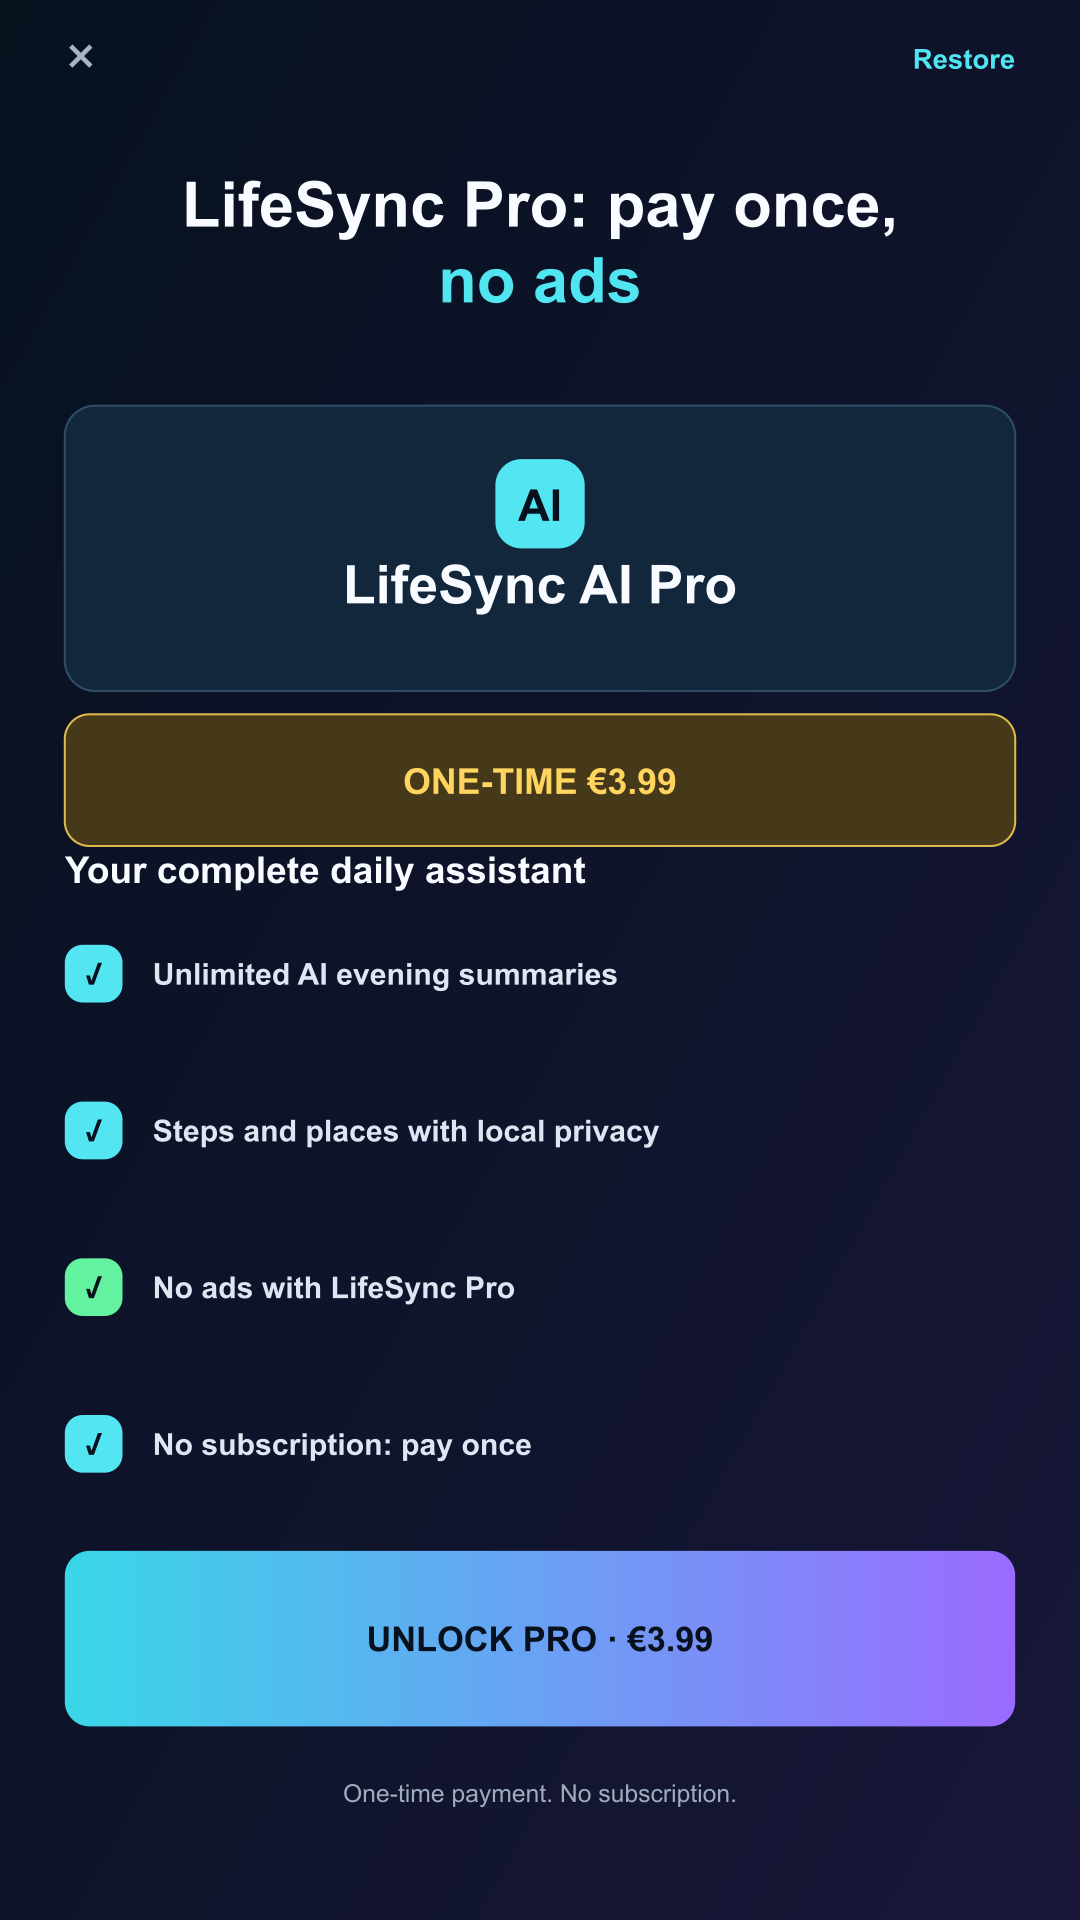 ✕
Restore
LifeSync Pro: pay once,
no ads
AI
LifeSync AI Pro
ONE-TIME €3.99
Your complete daily assistant
✓ Unlimited AI evening summaries
✓ Steps and places with local privacy
✓ No ads with LifeSync Pro
✓ No subscription: pay once
UNLOCK PRO · €3.99
One-time payment. No subscription.